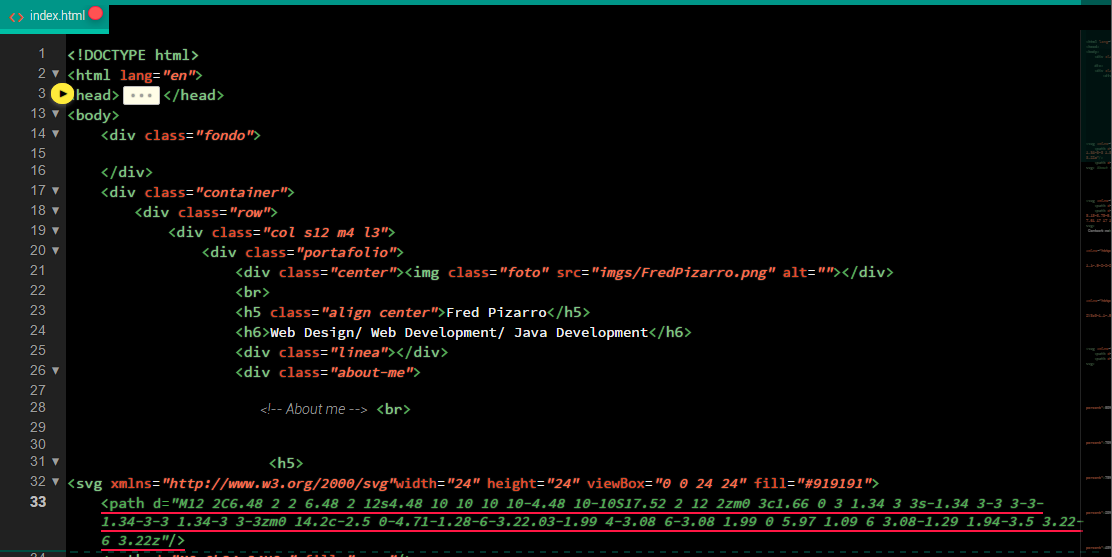 index.html
1 <!DOCTYPE html>
2 <html lang="en">
3 head> ••• </head>
13 <body>
14 <div class="fondo">
15
16 </div>
17 <div class="container">
18 <div class="row">
19 <div class="col s12 m4 l3">
20 <div class="portafolio">
21 <div class="center"><img class="foto" src="imgs/FredPizarro.png" alt=""></div>
22 <br>
23 <h5 class="align center">Fred Pizarro</h5>
24 <h6>Web Design/ Web Development/ Java Development</h6>
25 <div class="linea"></div>
26 <div class="about-me">
27
28 <!-- About me --> <br>
29
30
31 <h5>
32 <svg xmlns="http://www.w3.org/2000/svg"width="24" height="24" viewBox="0 0 24 24" fill="#919191">
33 <path d="M12 2C6.48 2 2 6.48 2 12s4.48 10 10 10 10-4.48 10-10S17.52 2 12 2zm0 3c1.66 0 3 1.34 3 3s-1.34 3-3 3-3-
1.34-3-3 1.34-3 3-3zm0 14.2c-2.5 0-4.71-1.28-6-3.22.03-1.99 4-3.08 6-3.08 1.99 0 5.97 1.09 6 3.08-1.29 1.94-3.5 3.22-
6 3.22z"/>